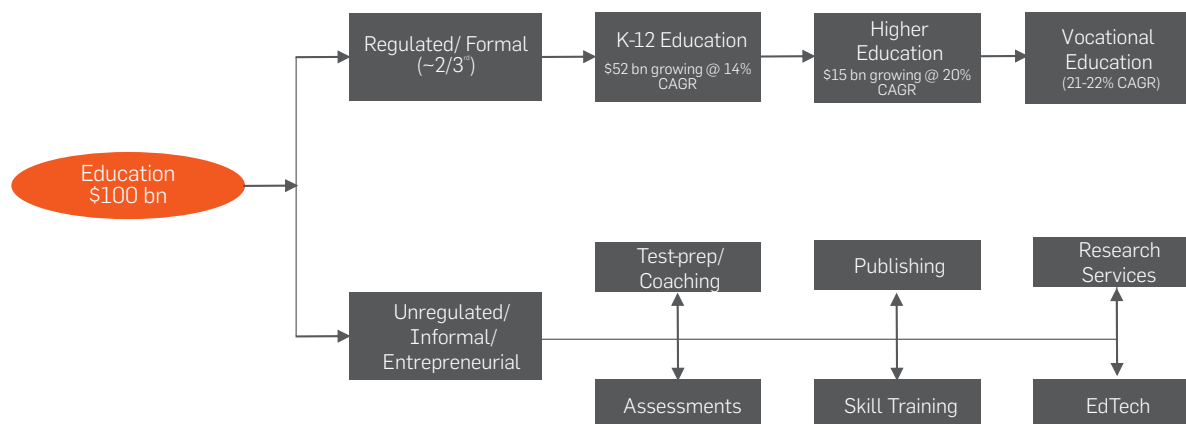 Regulated/ Formal
(~2/3rd)
K-12 Education
$52 bn growing @ 14%
CAGR
Higher
Education
$15 bn growing @ 20%
CAGR
Vocational
Education
(21-22% CAGR)
Education
$100 bn
Unregulated/
Informal/
Entrepreneurial
Test-prep/
Coaching
Publishing
Research
Services
Assessments
Skill Training
EdTech